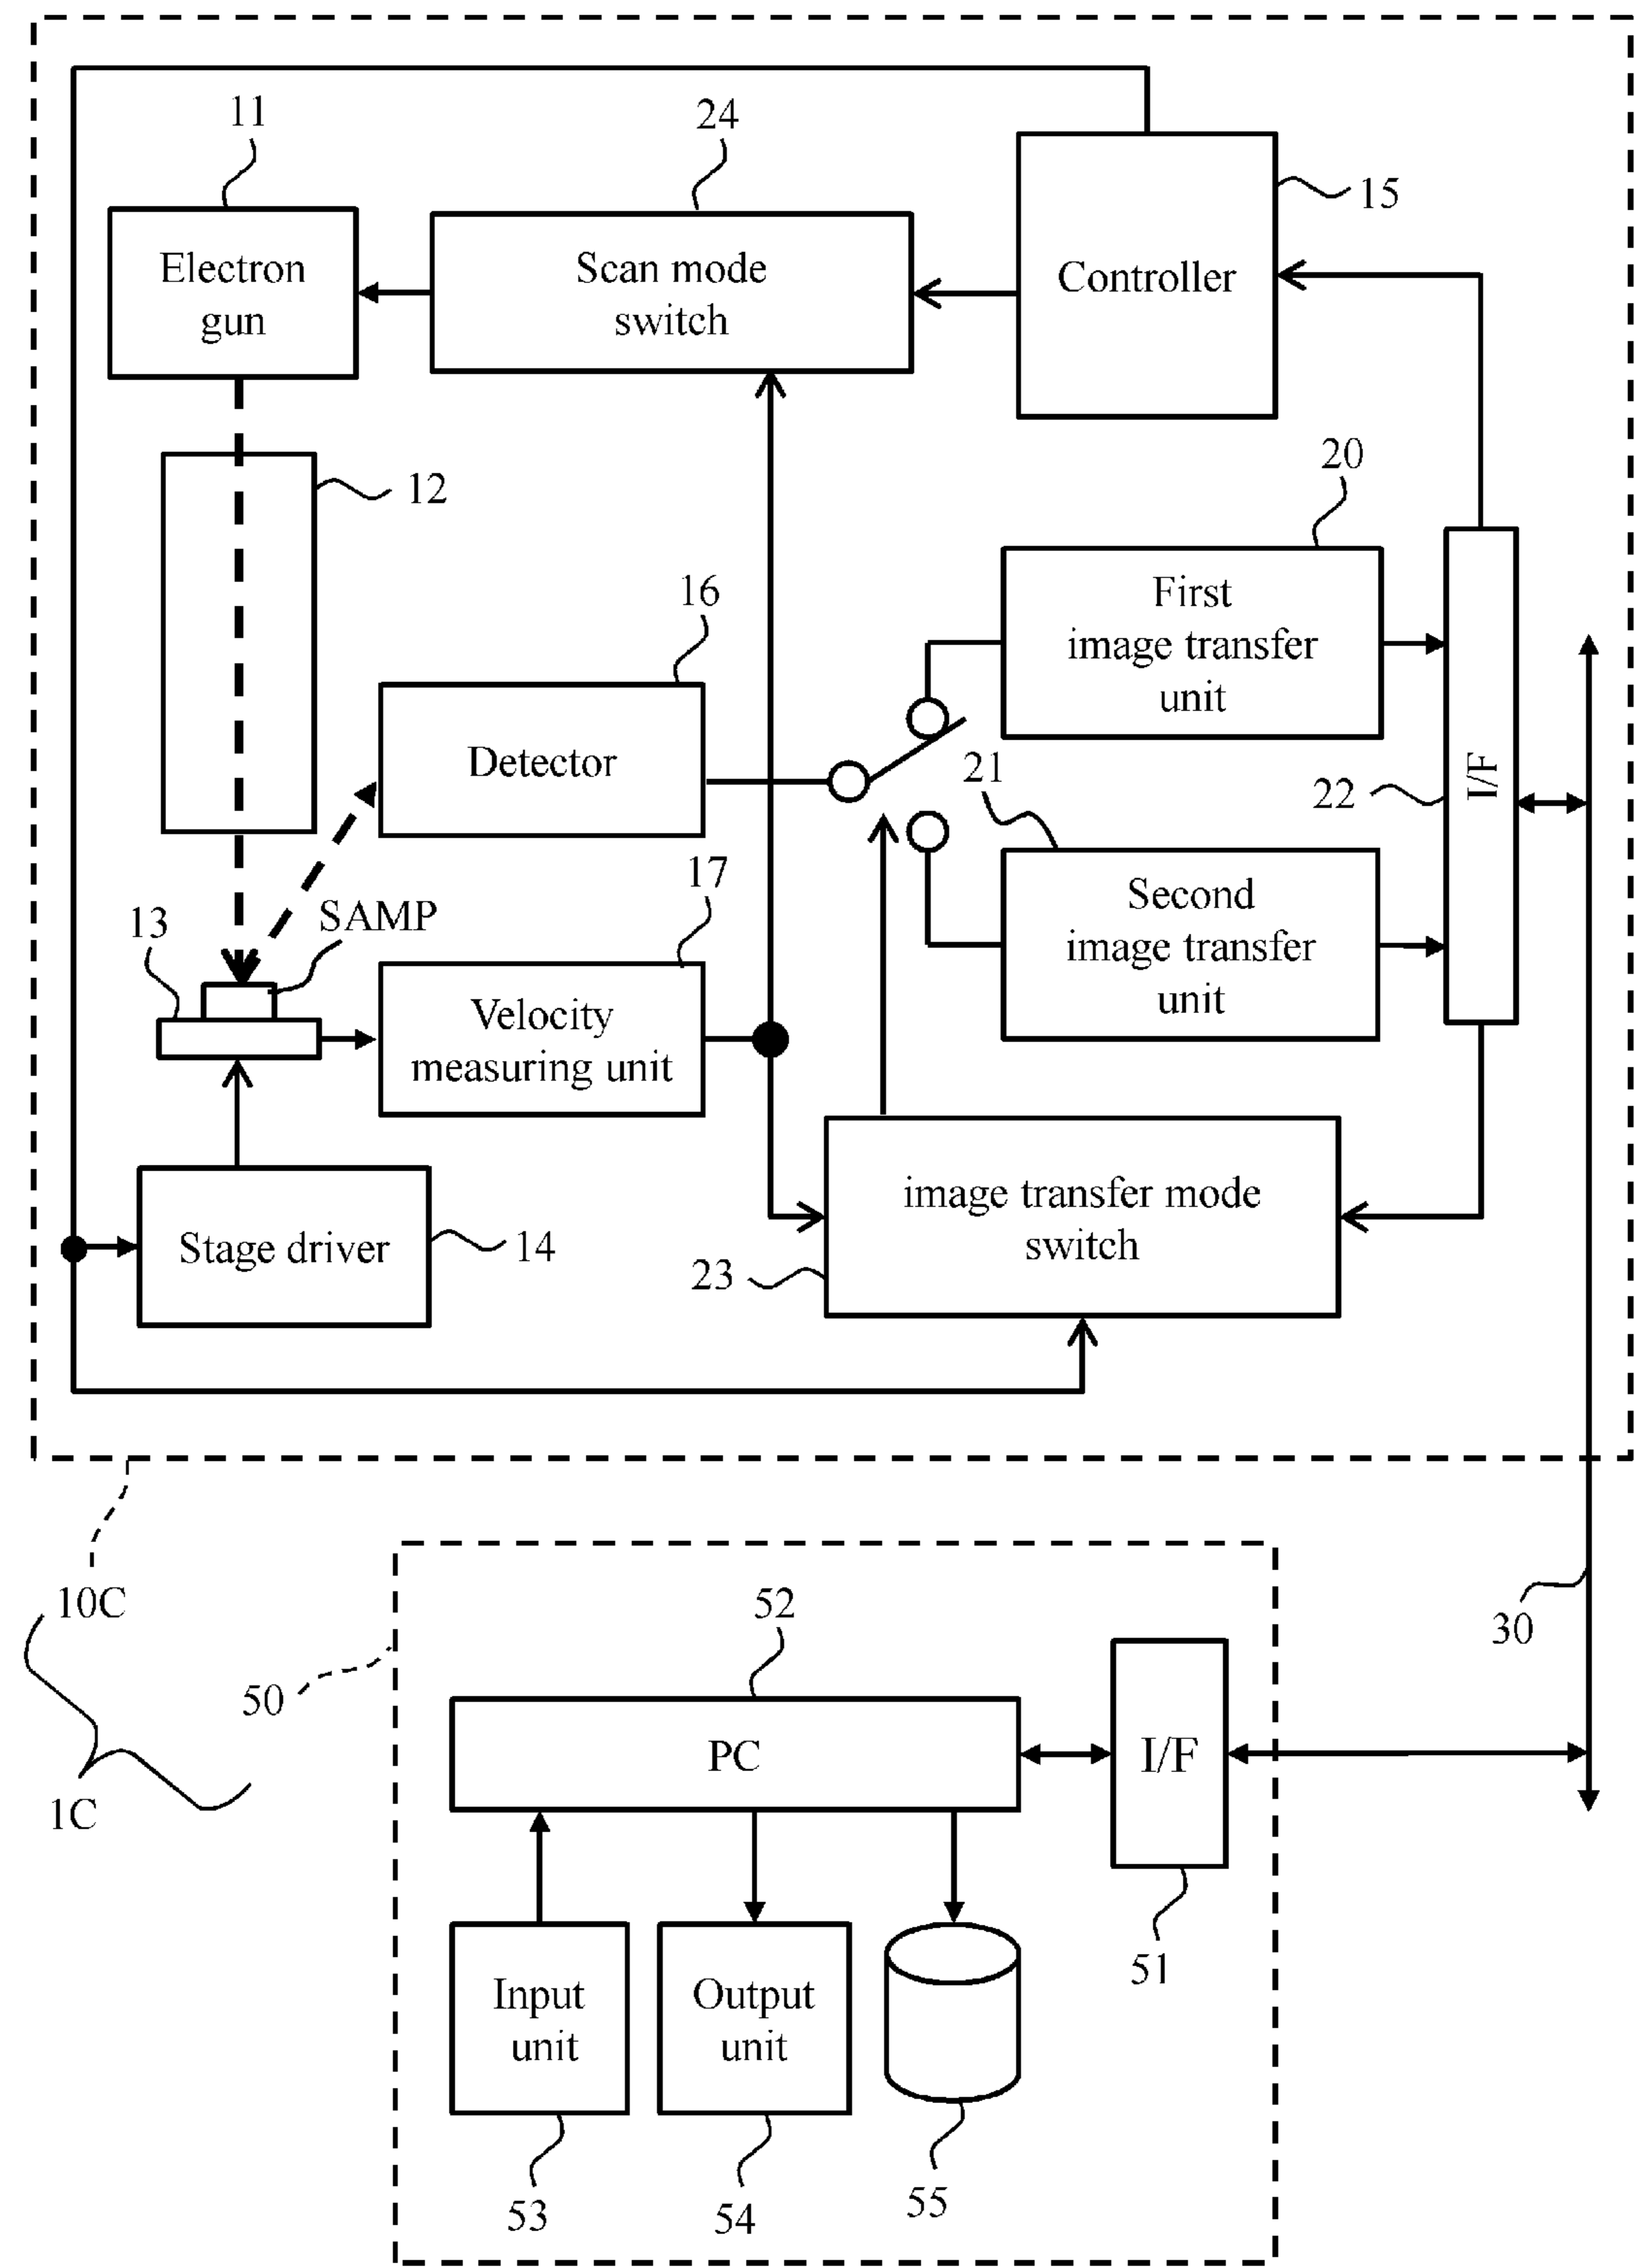 11
24
15
Electron
gun
Scan mode
switch
Controller
12
20
16
First
image transfer
unit
Detector
21
22
I/F
17
13
SAMP
Second
image transfer
unit
Velocity
measuring unit
image transfer mode
switch
Stage driver
14
23
10C
52
30
50
PC
I/F
1C
51
Input
unit
Output
unit
53
54
55